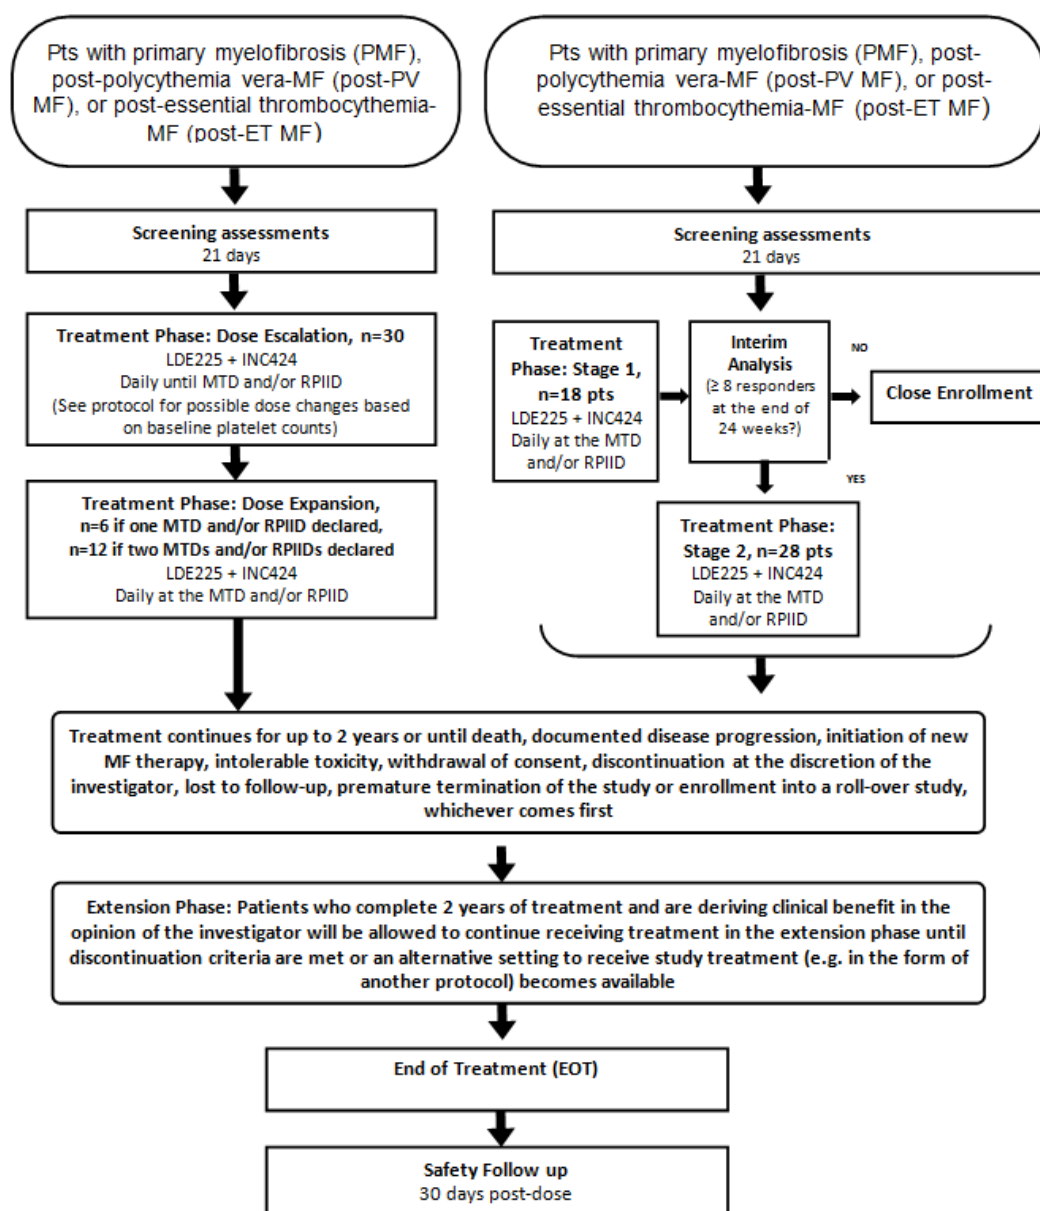 Pts with primary myelofibrosis (PMF),
post-polycythemia vera-MF (post-PV
MF), or post-essential thrombocythemia-
MF (post-ET MF)
Pts with primary myelofibrosis (PMF), post-
polycythemia vera-MF (post-PV MF), or post-
essential thrombocythemia-MF (post-ET MF)
Screening assessments
21 days
Screening assessments
21 days
Treatment Phase: Dose Escalation, n=30
LDE225 + INC424
Daily until MTD and/or RPIID
(See protocol for possible dose changes based
on baseline platelet counts)
Treatment Phase: Dose Expansion,
n=6 if one MTD and/or RPIID declared,
n=12 if two MTDs and/or RPIIDs declared
LDE225 + INC424
Daily at the MTD and/or RPIID
Treatment
Phase: Stage 1,
n=18 pts
LDE225 + INC424
Daily at the MTD
and/or RPIID
Interim
Analysis
(≥ 8 responders
at the end of
24 weeks?)
NO
Close Enrollment
YES
Treatment Phase:
Stage 2, n=28 pts
LDE225 + INC424
Daily at the MTD
and/or RPIID
Treatment continues for up to 2 years or until death, documented disease progression, initiation of new
MF therapy, intolerable toxicity, withdrawal of consent, discontinuation at the discretion of the
investigator, lost to follow-up, premature termination of the study or enrollment into a roll-over study,
whichever comes first
Extension Phase: Patients who complete 2 years of treatment and are deriving clinical benefit in the
opinion of the investigator will be allowed to continue receiving treatment in the extension phase until
discontinuation criteria are met or an alternative setting to receive study treatment (e.g. in the form of
another protocol) becomes available
End of Treatment (EOT)
Safety Follow up
30 days post-dose